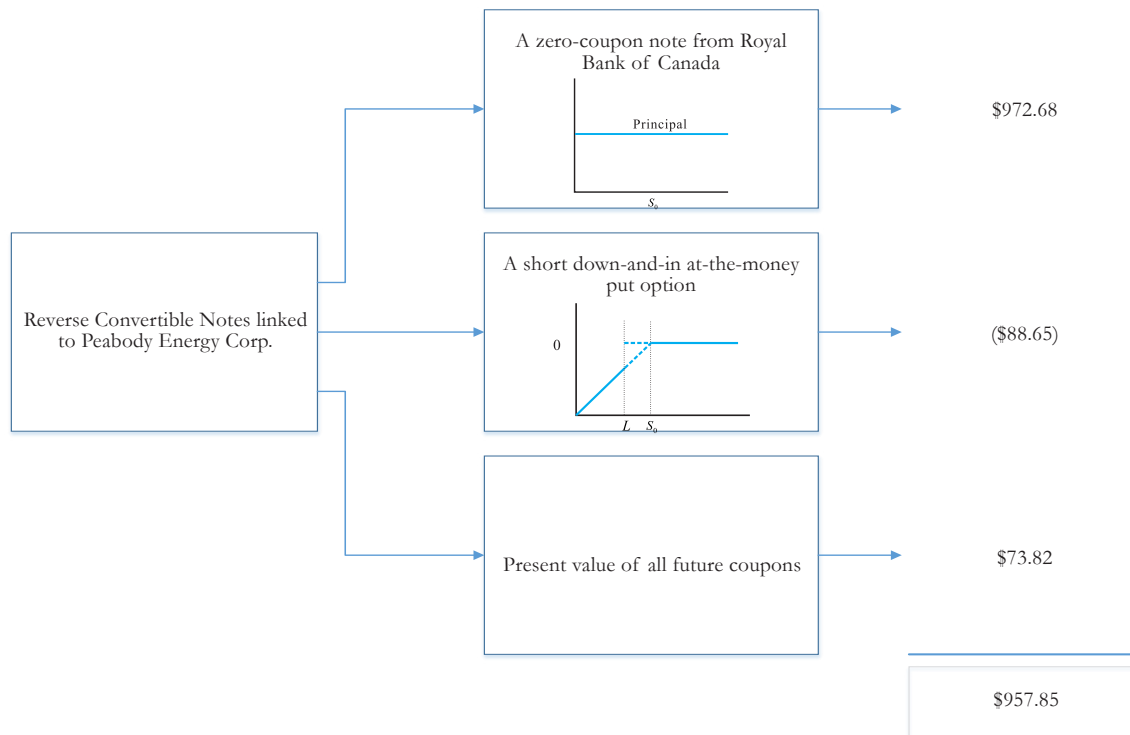 A zero-coupon note from Royal
Bank of Canada
Principal
S₀
$972.68
Reverse Convertible Notes linked
to Peabody Energy Corp.
A short down-and-in at-the-money
put option
0
L S₀
($88.65)
Present value of all future coupons
$73.82
$957.85